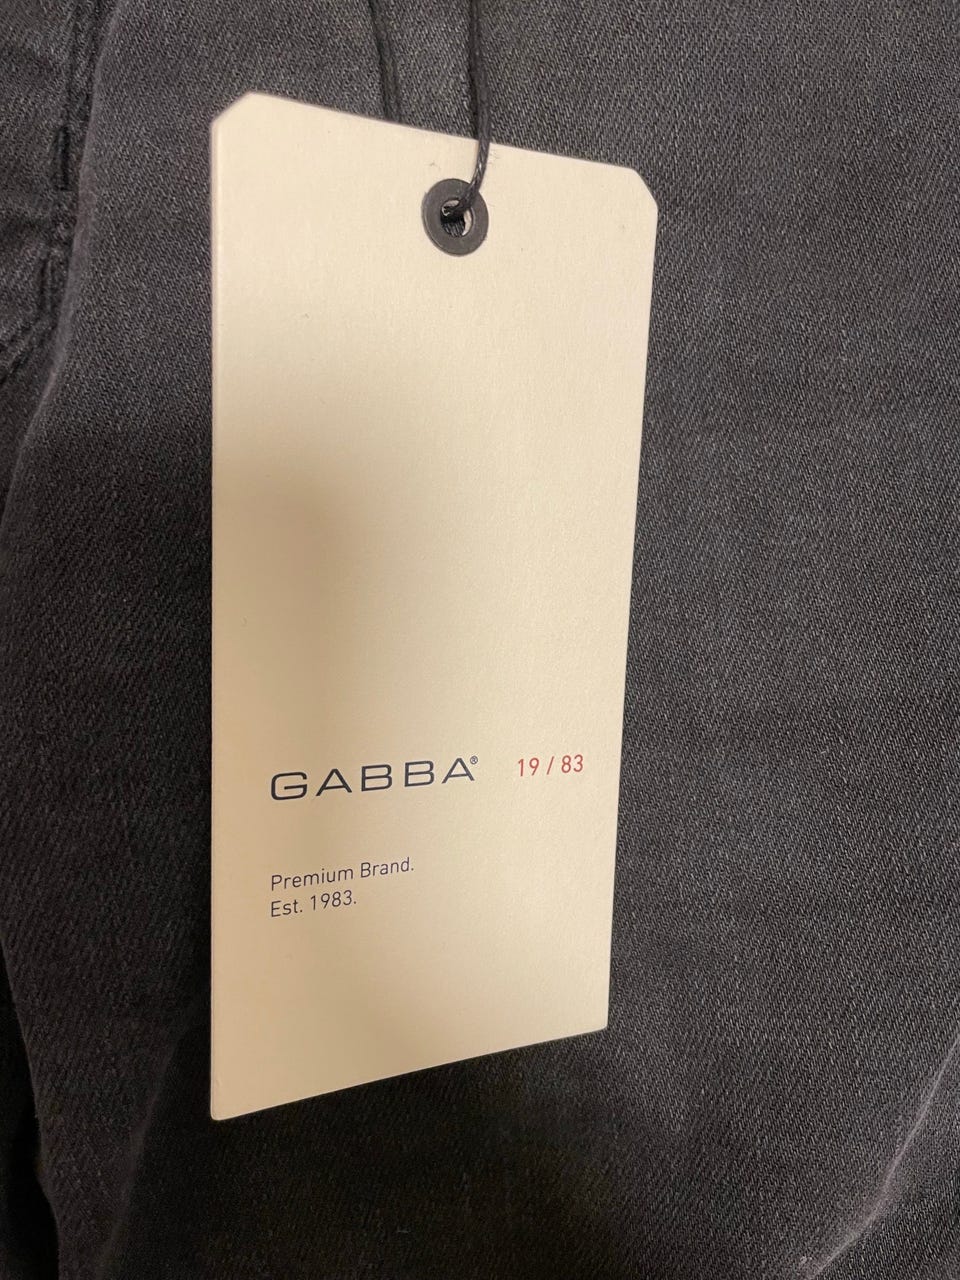 GABBA® 19 / 83
Premium Brand.
Est. 1983.